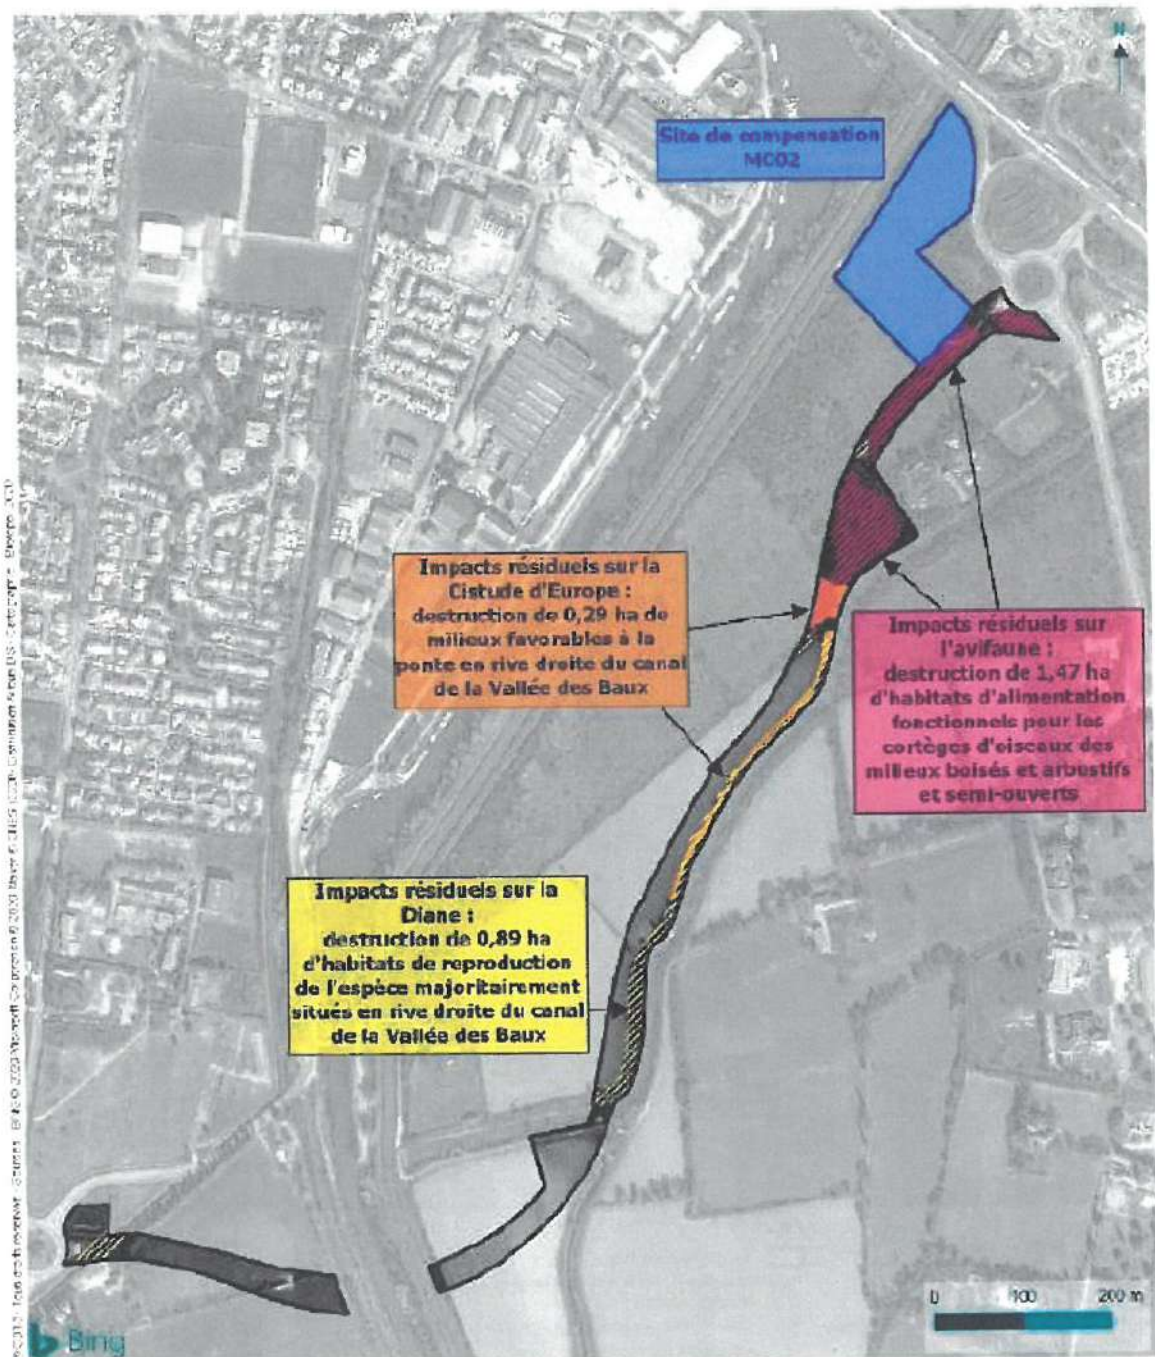 N
Site de compensation
MC02
Impacts résiduels sur la
Cistude d'Europe :
destruction de 0,29 ha de
milieux favorables à la
ponte en rive droite du canal
de la Vallée des Baux
Impacts résiduels sur
l'avifaune :
destruction de 1,47 ha
d'habitats d'alimentation
fonctionnels pour les
cortèges d'oiseaux des
milieux boisés et arbustifs
et semi-ouverts
Impacts résiduels sur la
Diane :
destruction de 0,89 ha
d'habitats de reproduction
de l'espèce majoritairement
situés en rive droite du canal
de la Vallée des Baux
0 100 200 m
Bing